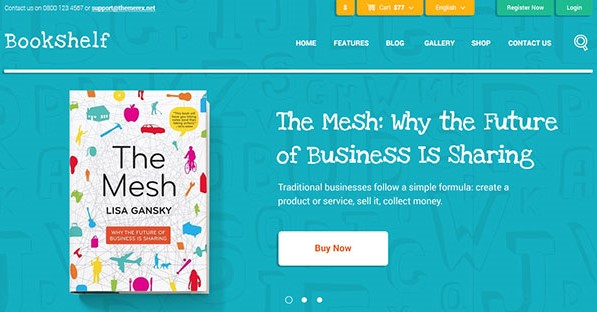 Contact us on 0800 123 4567 or support@themerex.net
$ Cart $77 English Register Now Login
Bookshelf
HOME FEATURES BLOG GALLERY SHOP CONTACT US
The Mesh: Why the Future
of Business Is Sharing
Traditional businesses follow a simple formula: create a
product or service, sell it, collect money.
Buy Now
The
Mesh
LISA GANSKY
WHY THE FUTURE
OF BUSINESS IS SHARING